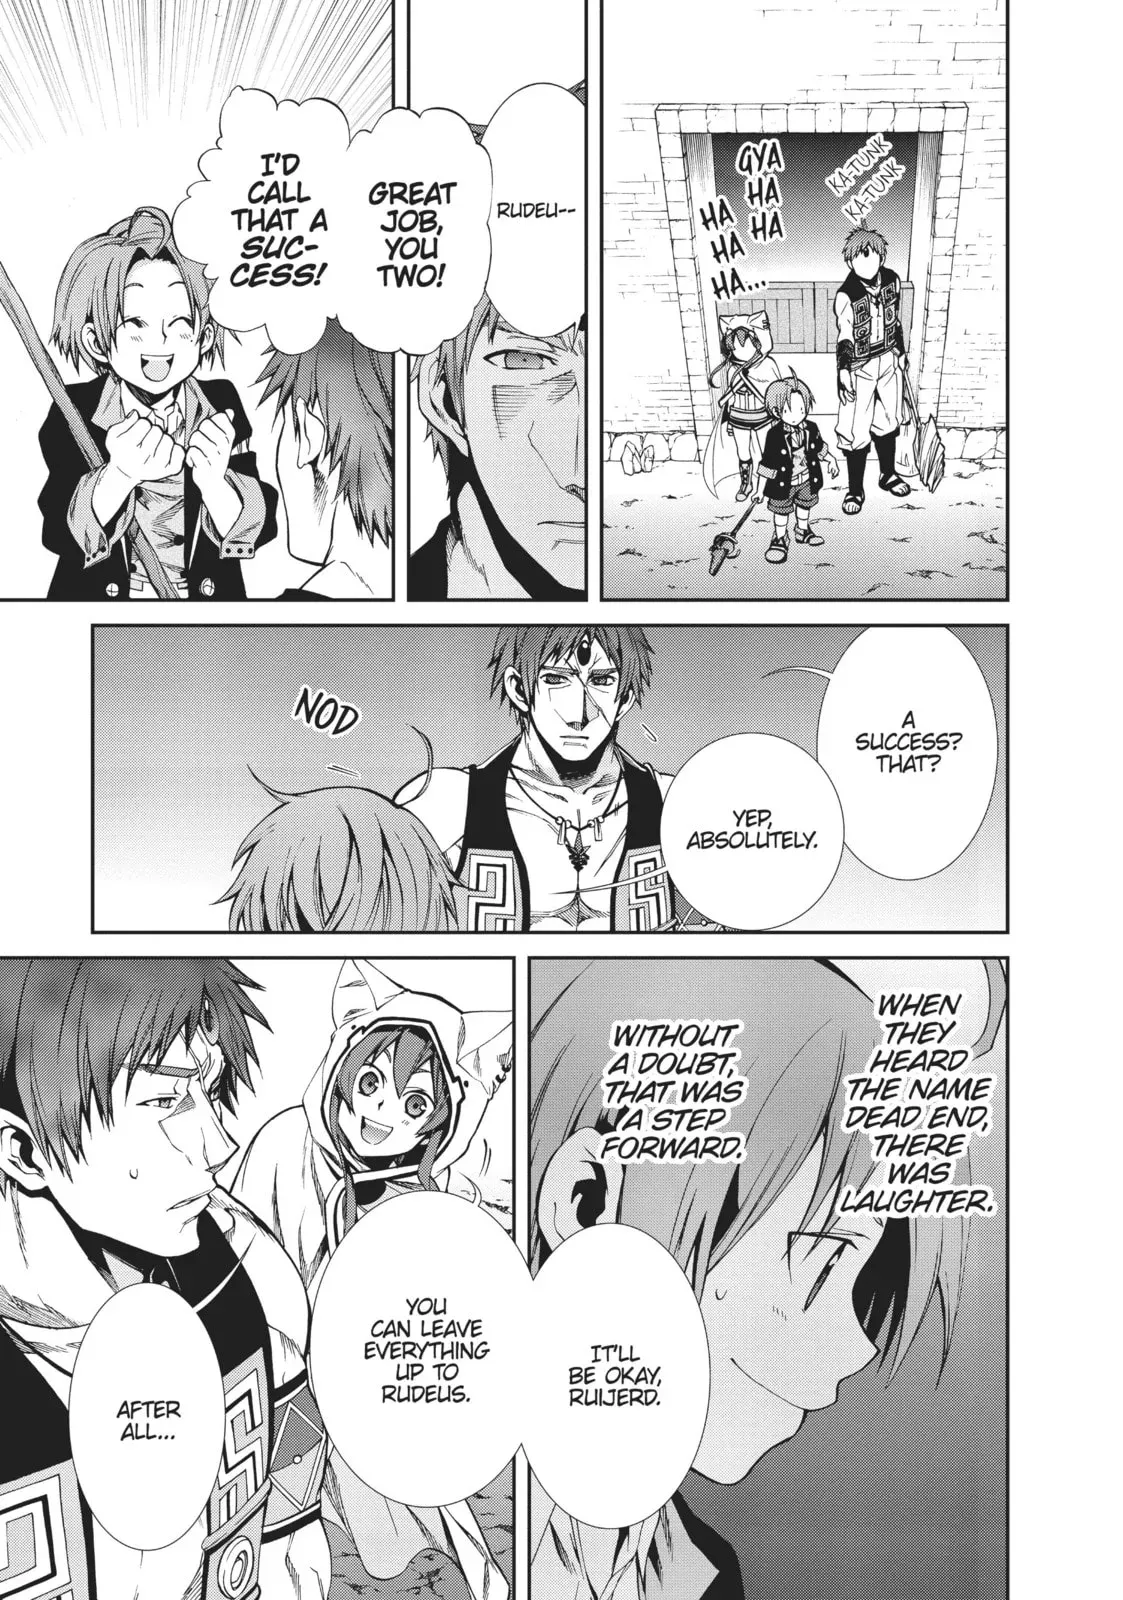 KA-TUNK
KA-TUNK
GYA
HA
HA
HA
HA
HA
HA...
RUDEU--
GREAT
JOB,
YOU
TWO!
I'D
CALL
THAT A
SUC-
CESS!
A
SUCCESS?
THAT?
YEP,
ABSOLUTELY.
NOD
WHEN
THEY
HEARD
THE NAME
DEAD END,
THERE
WAS
LAUGHTER.
WITHOUT
A DOUBT,
THAT WAS
A STEP
FORWARD.
IT'LL
BE OKAY,
RUIJERD.
YOU
CAN LEAVE
EVERYTHING
UP TO
RUDEUS.
AFTER
ALL...